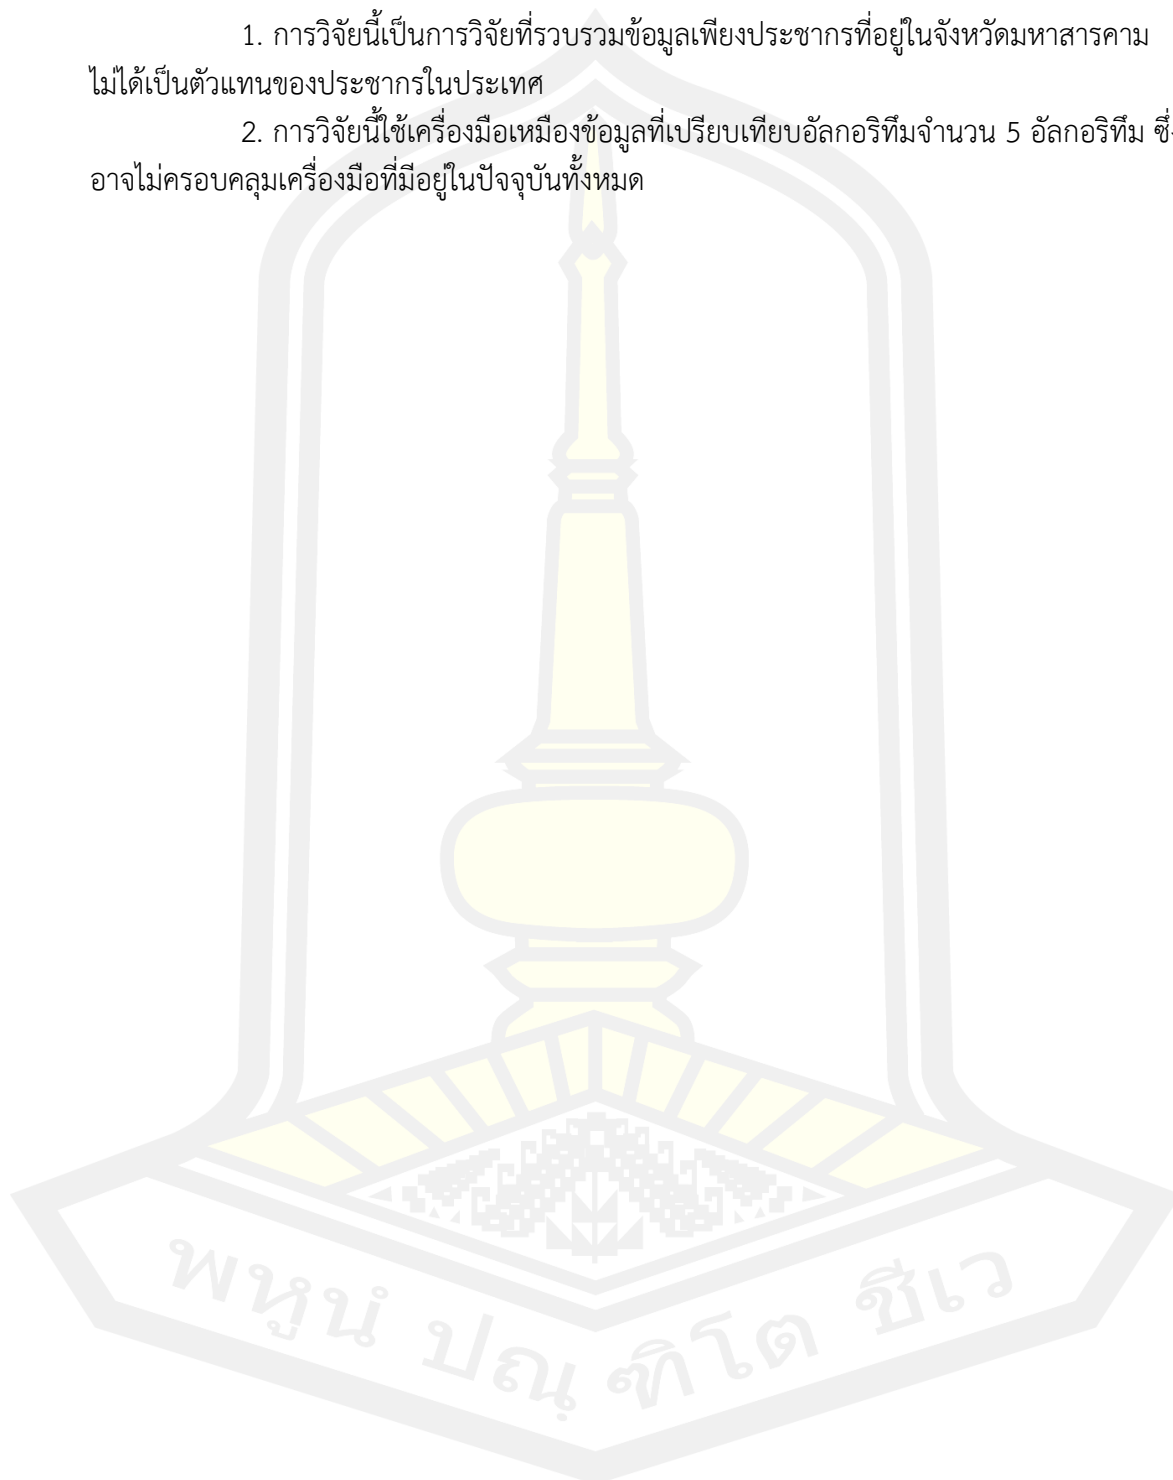 1. การวิจัยนี้เป็นการวิจัยที่รวบรวมข้อมูลเพียงประชากรที่อยู่ในจังหวัดมหาสารคาม
ไม่ได้เป็นตัวแทนของประชากรในประเทศ
2. การวิจัยนี้ใช้เครื่องมือเหมืองข้อมูลที่เปรียบเทียบอัลกอริทึมจำนวน 5 อัลกอริทึม ซึ่ง
อาจไม่ครอบคลุมเครื่องมือที่มีอยู่ในปัจจุบันทั้งหมด
พหูนํ ปณฺฑิโต ชีเว